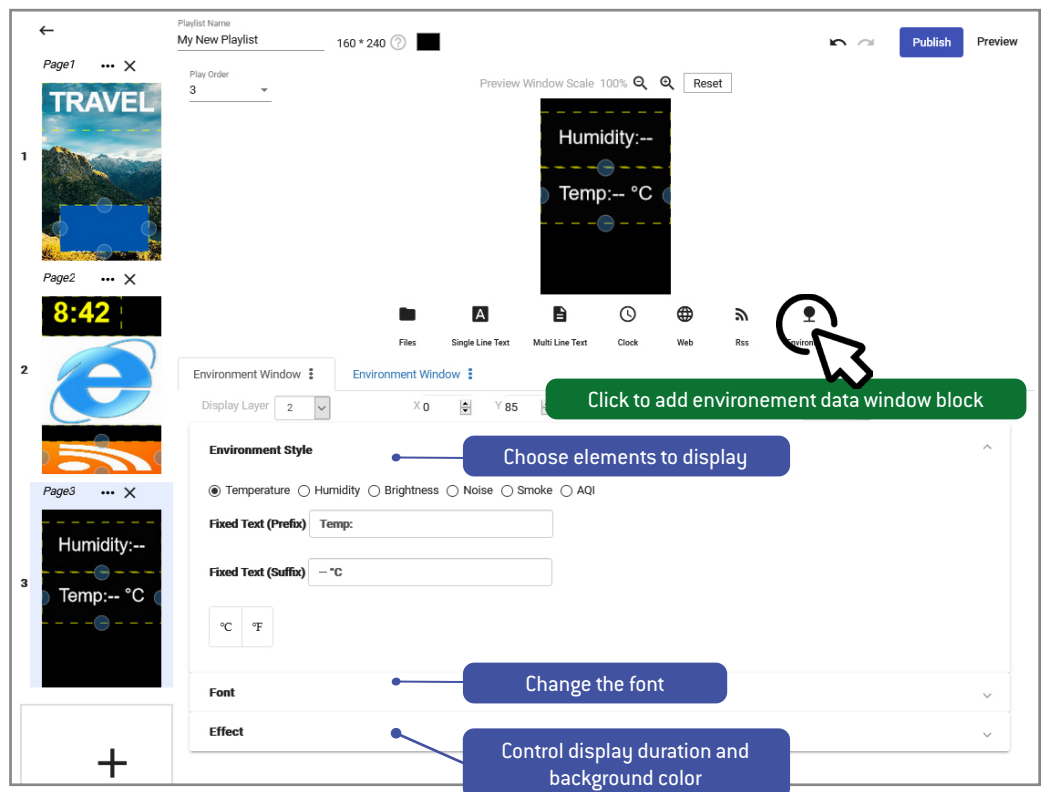 Playlist Name
My New Playlist
160 * 240 ?
Publish
Preview
Page1 ••• X
Play Order
3
Preview Window Scale 100%
Reset
TRAVEL
1
Humidity:--
Temp:-- °C
Page2 ••• X
8:42
2
Files
Single Line Text
Multi Line Text
Clock
Web
Rss
Environ
Environment Window
Environment Window
Click to add environement data window block
Display Layer 2
X 0
Y 85
Environment Style
Choose elements to display
Page3 ••• X
Temperature Humidity Brightness Noise Smoke AQI
Fixed Text (Prefix) Temp:
Humidity:--
Fixed Text (Suffix) -- °C
3
Temp:-- °C
°C °F
Font
Change the font
Effect
Control display duration and
background color
+